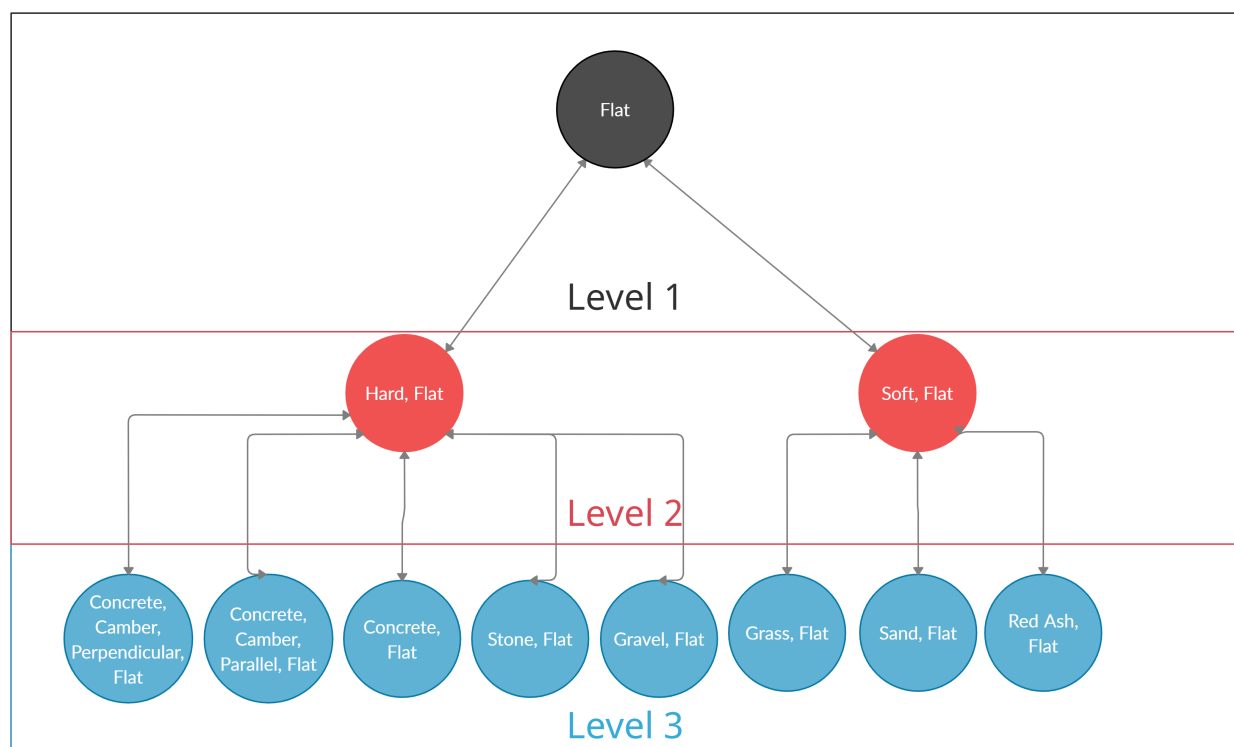 Flat
Level 1
Hard, Flat
Soft, Flat
Level 2
Concrete,
Camber,
Perpendicular,
Flat
Concrete,
Camber,
Parallel, Flat
Concrete,
Flat
Stone, Flat
Gravel, Flat
Grass, Flat
Sand, Flat
Red Ash,
Flat
Level 3